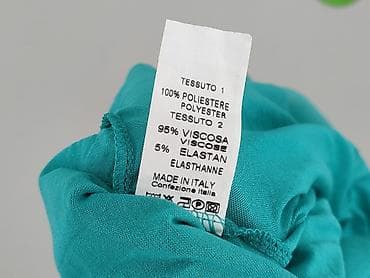 TESSUTO 1
100% POLIESTERE
POLYESTER
TESSUTO 2
95% VISCOSA
VISCOSE
5% ELASTAN
ELASTHANNE
MADE IN ITALY
Confezione Italia